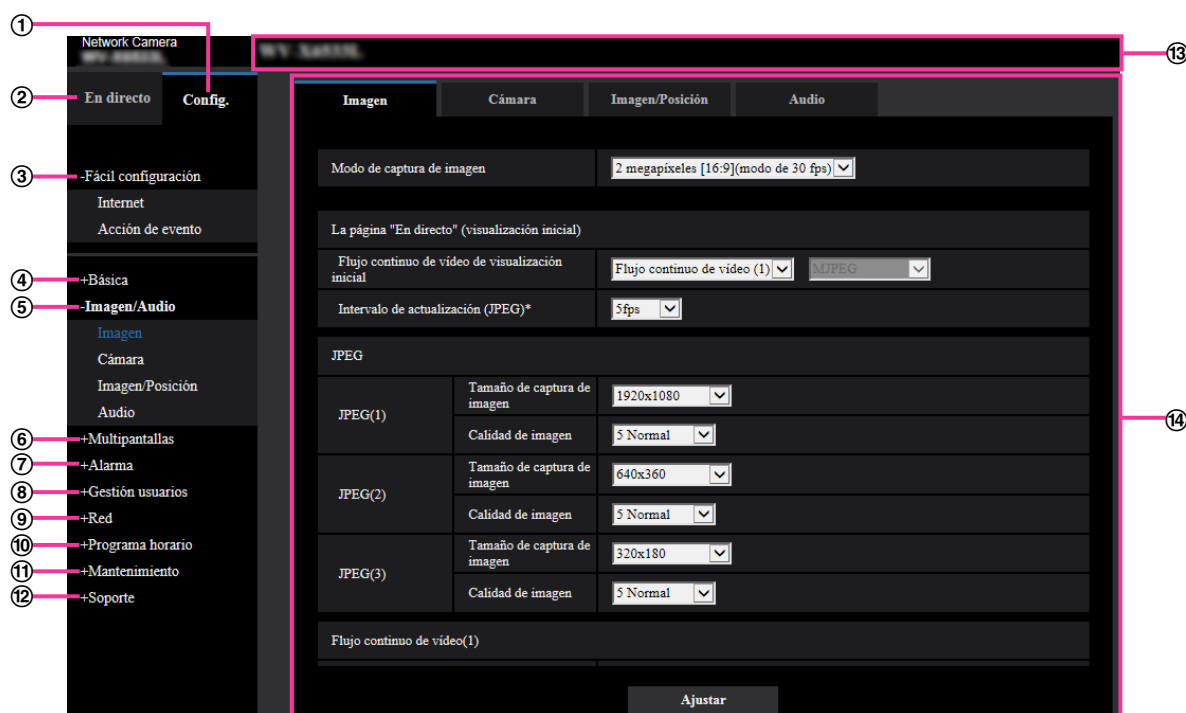 ①
Network Camera
⑬
② En directo Config.
Imagen Cámara Imagen/Posición Audio
③ -Fácil configuración
Internet
Acción de evento
④ +Básica
⑤ -Imagen/Audio
Imagen
Cámara
Imagen/Posición
Audio
⑥ +Multipantallas
⑦ +Alarma
⑧ +Gestión usuarios
⑨ +Red
⑩ +Programa horario
⑪ +Mantenimiento
⑫ +Soporte
Modo de captura de imagen 2 megapíxeles [16:9](modo de 30 fps)
La página "En directo" (visualización inicial)
Flujo continuo de vídeo de visualización
inicial
Flujo continuo de vídeo (1) MJPEG
Intervalo de actualización (JPEG)* 5fps
JPEG
JPEG(1)
Tamaño de captura de
imagen
1920x1080
Calidad de imagen 5 Normal
JPEG(2)
Tamaño de captura de
imagen
640x360
Calidad de imagen 5 Normal
JPEG(3)
Tamaño de captura de
imagen
320x180
Calidad de imagen 5 Normal
Flujo continuo de vídeo(1)
Ajustar
⑭